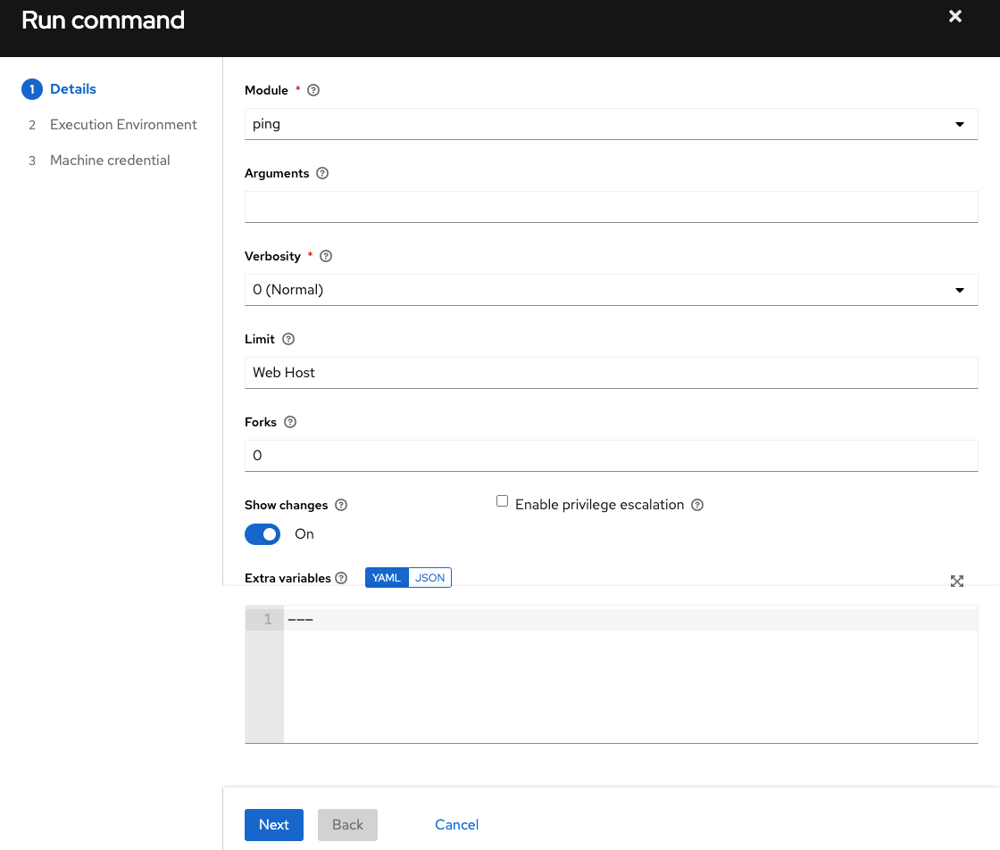 Run command
1 Details
2 Execution Environment
3 Machine credential
Module *
ping
Arguments
Verbosity *
0 (Normal)
Limit
Web Host
Forks
0
Show changes
Enable privilege escalation
On
Extra variables YAML JSON
1 ---
Next Back Cancel